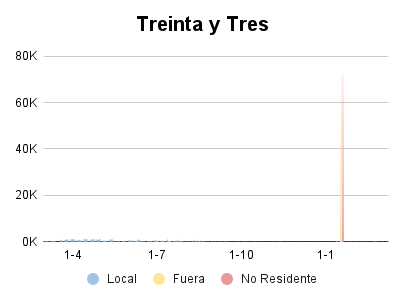 Treinta y Tres
80K
60K
40K
20K
0K
1-4 1-7 1-10 1-1
Local Fuera No Residente